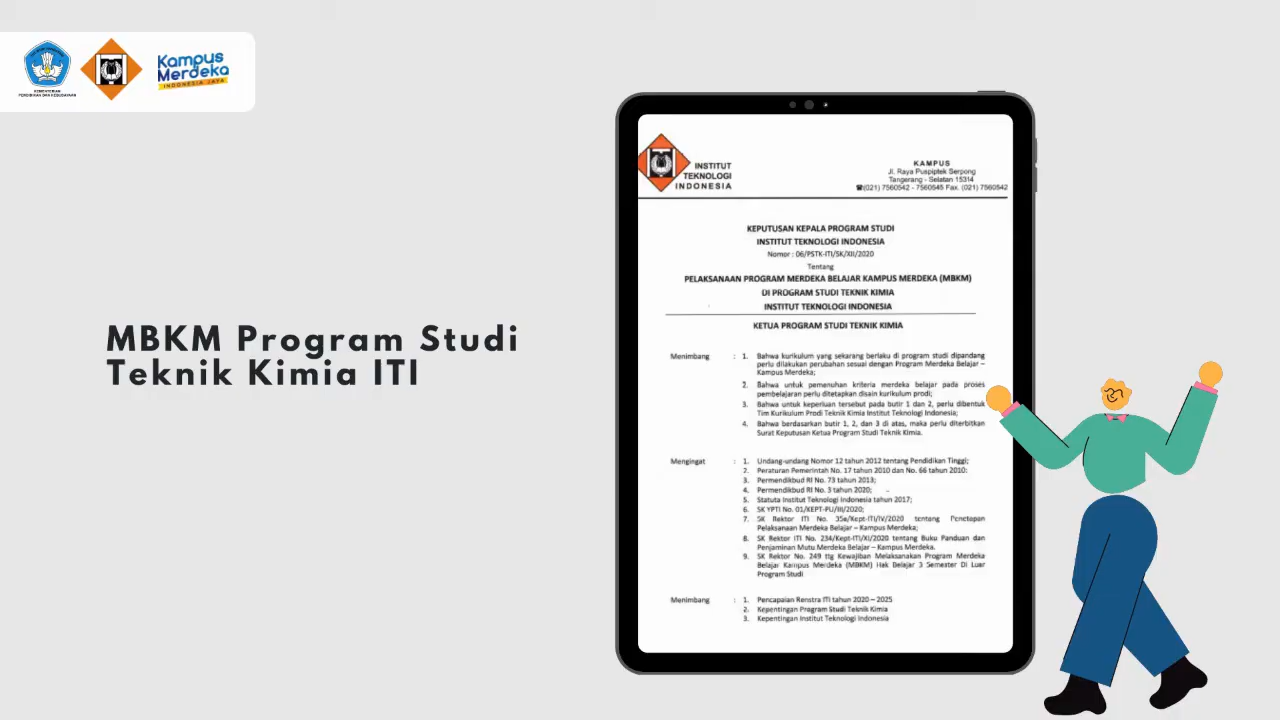 KEMENTERIAN
PENDIDIKAN DAN KEBUDAYAAN
Kampus
Merdeka
INDONESIA JAYA
MBKM Program Studi
Teknik Kimia ITI
INSTITUT
TEKNOLOGI
INDONESIA
KAMPUS
Jl. Raya Puspiptek Serpong
Tangerang - Selatan 15314
☎(021) 7560542 - 7560545 Fax. (021) 7560542
KEPUTUSAN KEPALA PROGRAM STUDI
INSTITUT TEKNOLOGI INDONESIA
Nomor : 06/PSTK-ITI/SK/XII/2020
Tentang
PELAKSANAAN PROGRAM MERDEKA BELAJAR KAMPUS MERDEKA (MBKM)
DI PROGRAM STUDI TEKNIK KIMIA
INSTITUT TEKNOLOGI INDONESIA
KETUA PROGRAM STUDI TEKNIK KIMIA
Menimbang : 1. Bahwa kurikulum yang sekarang berlaku di program studi dipandang
perlu dilakukan perubahan sesuai dengan Program Merdeka Belajar –
Kampus Merdeka;
2. Bahwa untuk pemenuhan kriteria merdeka belajar pada proses
pembelajaran perlu ditetapkan disain kurikulum prodi;
3. Bahwa untuk keperluan tersebut pada butir 1 dan 2, perlu dibentuk
Tim Kurikulum Prodi Teknik Kimia Institut Teknologi Indonesia;
4. Bahwa berdasarkan butir 1, 2, dan 3 di atas, maka perlu diterbitkan
Surat Keputusan Ketua Program Studi Teknik Kimia.
Mengingat : 1. Undang-undang Nomor 12 tahun 2012 tentang Pendidikan Tinggi;
2. Peraturan Pemerintah No. 17 tahun 2010 dan No. 66 tahun 2010:
3. Permendikbud RI No. 73 tahun 2013;
4. Permendikbud RI No. 3 tahun 2020;
5. Statuta Institut Teknologi Indonesia tahun 2017;
6. SK YPTI No. 01/KEPT-PU/III/2020;
7. SK Rektor ITI No. 35e/Kept-ITI/IV/2020 tentang Penetapan
Pelaksanaan Merdeka Belajar – Kampus Merdeka;
8. SK Rektor ITI No. 234/Kept-ITI/XI/2020 tentang Buku Panduan dan
Penjaminan Mutu Merdeka Belajar – Kampus Merdeka.
9. SK Rektor No. 249 ttg Kewajiban Melaksanakan Program Merdeka
Belajar Kampus Merdeka (MBKM) Hak Belajar 3 Semester Di Luar
Program Studi
Menimbang : 1. Pencapaian Renstra ITI tahun 2020 – 2025
2. Kepentingan Program Studi Teknik Kimia
3. Kepentingan Institut Teknologi Indonesia